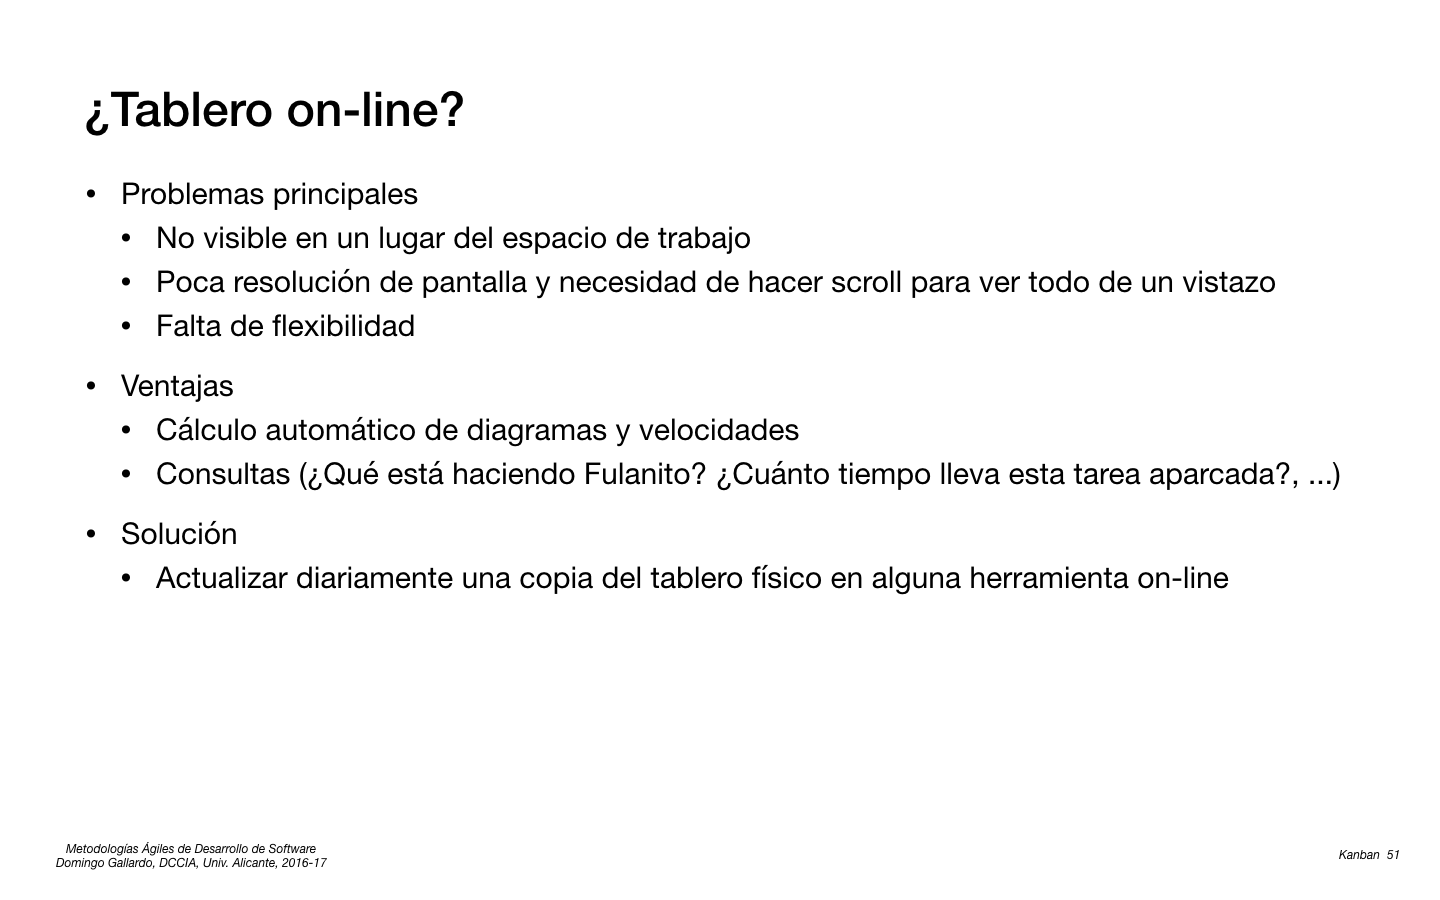 ¿Tablero on-line?
• Problemas principales
• No visible en un lugar del espacio de trabajo
• Poca resolución de pantalla y necesidad de hacer scroll para ver todo de un vistazo
• Falta de flexibilidad
• Ventajas
• Cálculo automático de diagramas y velocidades
• Consultas (¿Qué está haciendo Fulanito? ¿Cuánto tiempo lleva esta tarea aparcada?, ...)
• Solución
• Actualizar diariamente una copia del tablero físico en alguna herramienta on-line
Metodologías Ágiles de Desarrollo de Software
Domingo Gallardo, DCCIA, Univ. Alicante, 2016-17
Kanban 51